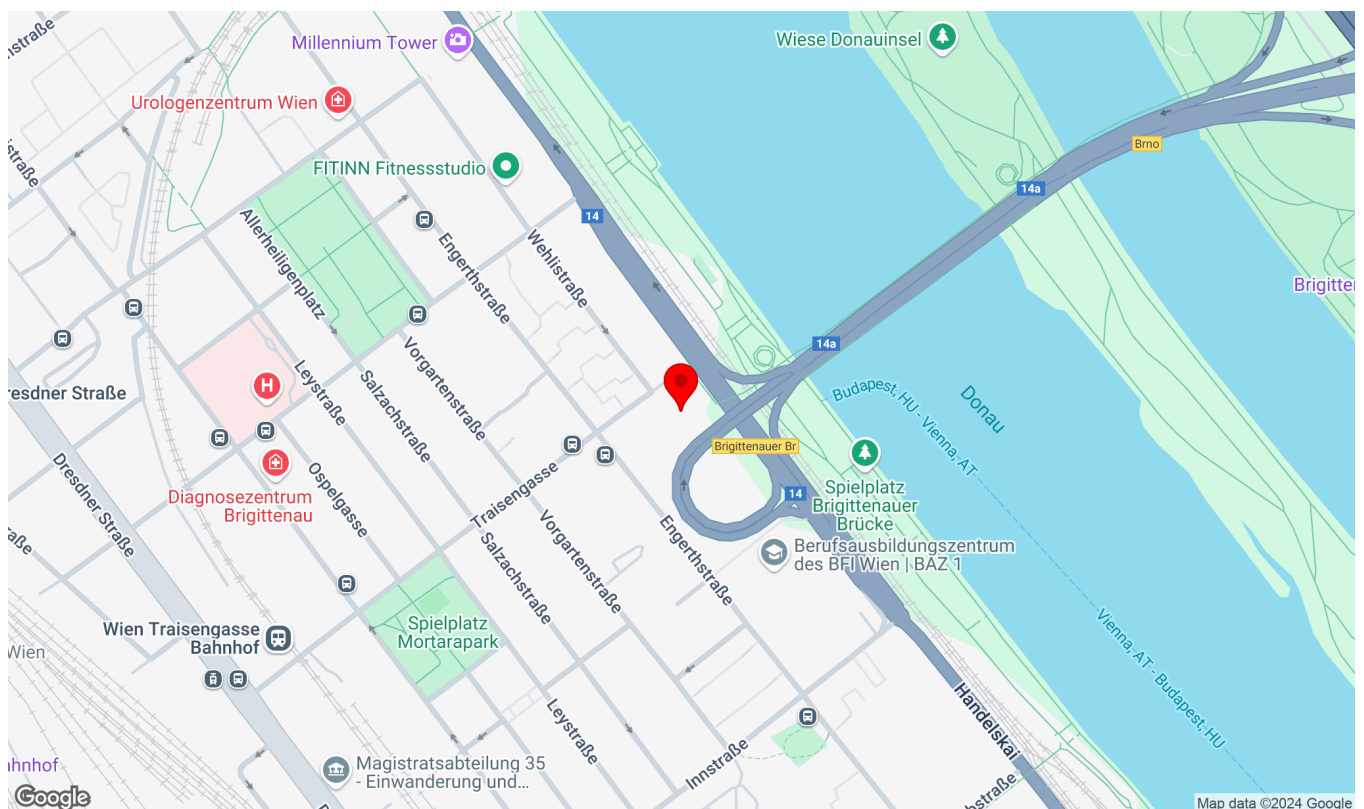 Millennium Tower
Wiese Donauinsel
Urologenzentrum Wien
Brno
FITINN Fitnessstudio
14a
14
Allerheiligenplatz
Engerthstraße
Wehlistraße
14a
Dresdner Straße
H
Leystraße
Salzachstraße
Vorgartenstraße
Budapest, HU - Vienna, AT
Donau
Brigittenauer Br
Diagnosezentrum
Brigittenau
Ospelgasse
Traisengasse
14
Spielplatz
Brigittenauer
Brücke
Berufsausbildungszentrum
des BFI Wien | BAZ 1
Salzachstraße
Vorgartenstraße
Engerthstraße
Wien Traisengasse
Bahnhof
Spielplatz
Mortarapark
Wien
Vienna, AT - Budapest, HU
Handelskai
Leystraße
Innstraße
Magistratsabteilung 35
- Einwanderung und...
Google
Map data ©2024 Google